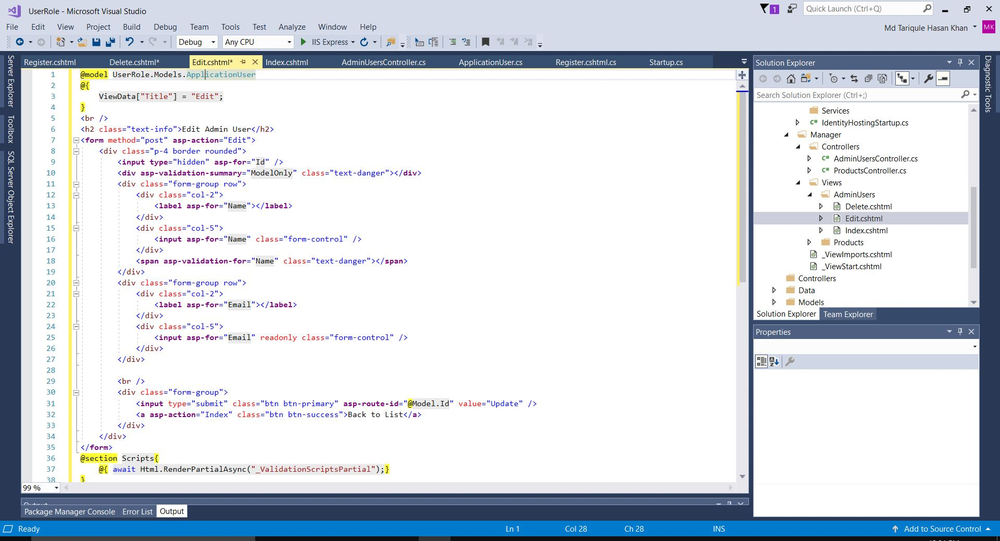 UserRole - Microsoft Visual Studio
1
Quick Launch (Ctrl+Q)
File Edit View Project Build Debug Team Tools Test Analyze Window Help
Md Tariqule Hasan Khan MK
Debug Any CPU IIS Express
Server Explorer
Toolbox
SQL Server Object Explorer
Register.cshtml Delete.cshtml* Edit.cshtml* Index.cshtml AdminUsersController.cs ApplicationUser.cs Register.cshtml.cs Startup.cs
1 @model UserRole.Models.ApplicationUser
2 @{
3 ViewData["Title"] = "Edit";
4 }
5 <br />
6 <h2 class="text-info">Edit Admin User</h2>
7 <form method="post" asp-action="Edit">
8 <div class="p-4 border rounded">
9 <input type="hidden" asp-for="Id" />
10 <div asp-validation-summary="ModelOnly" class="text-danger"></div>
11 <div class="form-group row">
12 <div class="col-2">
13 <label asp-for="Name"></label>
14 </div>
15 <div class="col-5">
16 <input asp-for="Name" class="form-control" />
17 </div>
18 <span asp-validation-for="Name" class="text-danger"></span>
19 </div>
20 <div class="form-group row">
21 <div class="col-2">
22 <label asp-for="Email"></label>
23 </div>
24 <div class="col-5">
25 <input asp-for="Email" readonly class="form-control" />
26 </div>
27 </div>
28
29 <br />
30 <div class="form-group">
31 <input type="submit" class="btn btn-primary" asp-route-id="@Model.Id" value="Update" />
32 <a asp-action="Index" class="btn btn-success">Back to List</a>
33 </div>
34 </div>
35 </form>
36 @section Scripts{
37 @{ await Html.RenderPartialAsync("_ValidationScriptsPartial");}
38 }
99 %
Output
Package Manager Console Error List Output
Solution Explorer
Search Solution Explorer (Ctrl+;)
Services
C# IdentityHostingStartup.cs
Manager
Controllers
C# AdminUsersController.cs
C# ProductsController.cs
Views
AdminUsers
Delete.cshtml
Edit.cshtml
Index.cshtml
Products
_ViewImports.cshtml
_ViewStart.cshtml
Controllers
Data
Models
Solution Explorer Team Explorer
Properties
Diagnostic Tools
Ready Ln 1 Col 28 Ch 28 INS Add to Source Control